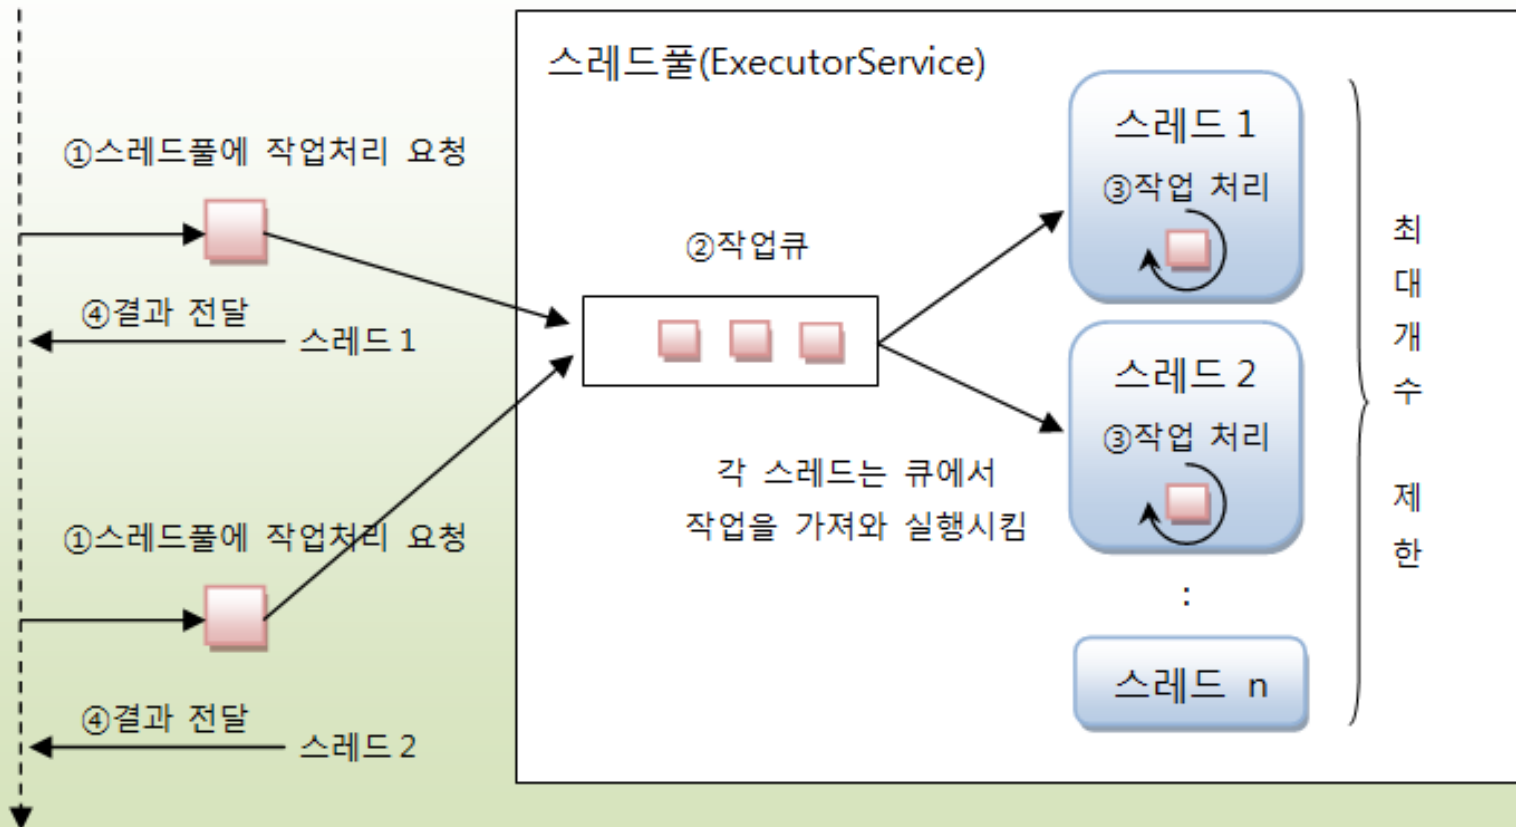 스레드풀(ExecutorService)
①스레드풀에 작업처리 요청
④결과 전달
스레드 1
①스레드풀에 작업처리 요청
④결과 전달
스레드 2
②작업큐
각 스레드는 큐에서
작업을 가져와 실행시킴
스레드 1
③작업 처리
스레드 2
③작업 처리
:
스레드 n
최
대
개
수
제
한